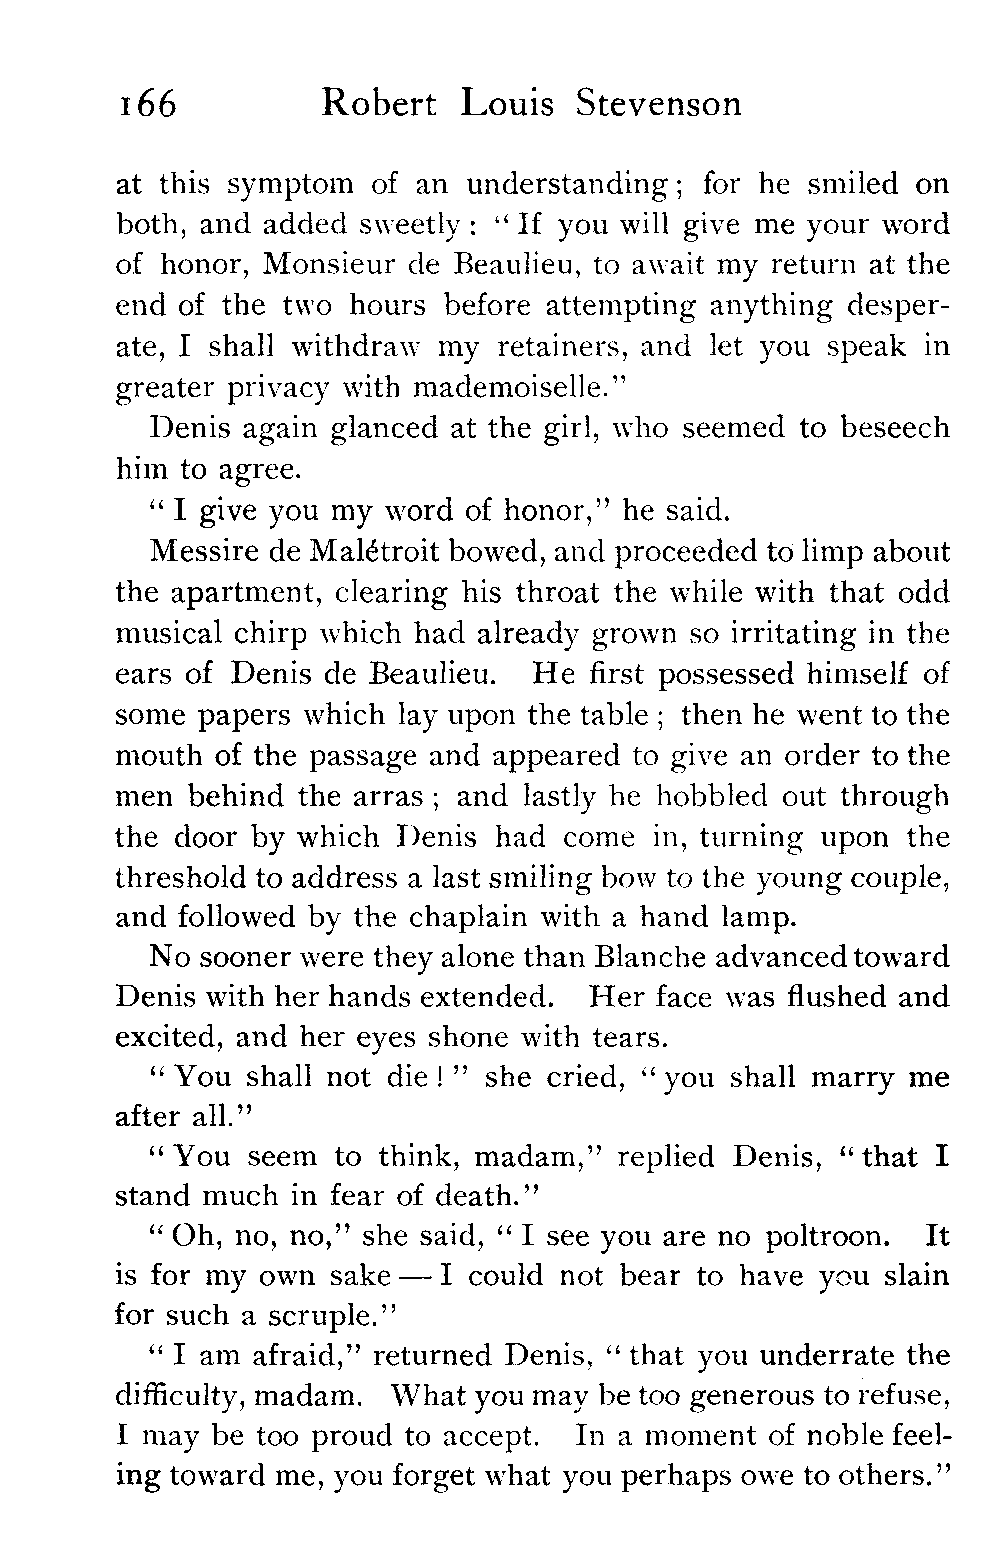 166 Robert Louis Stevenson
at this symptom of an understanding; for he smiled on
both, and added sweetly: "If you will give me your word
of honor, Monsieur de Beaulieu, to await my return at the
end of the two hours before attempting anything desper-
ate, I shall withdraw my retainers, and let you speak in
greater privacy with mademoiselle."
Denis again glanced at the girl, who seemed to beseech
him to agree.
"I give you my word of honor," he said.
Messire de Malétroit bowed, and proceeded to limp about
the apartment, clearing his throat the while with that odd
musical chirp which had already grown so irritating in the
ears of Denis de Beaulieu. He first possessed himself of
some papers which lay upon the table; then he went to the
mouth of the passage and appeared to give an order to the
men behind the arras; and lastly he hobbled out through
the door by which Denis had come in, turning upon the
threshold to address a last smiling bow to the young couple,
and followed by the chaplain with a hand lamp.
No sooner were they alone than Blanche advanced toward
Denis with her hands extended. Her face was flushed and
excited, and her eyes shone with tears.
"You shall not die!" she cried, "you shall marry me
after all."
"You seem to think, madam," replied Denis, "that I
stand much in fear of death."
"Oh, no, no," she said, "I see you are no poltroon. It
is for my own sake — I could not bear to have you slain
for such a scruple."
"I am afraid," returned Denis, "that you underrate the
difficulty, madam. What you may be too generous to refuse,
I may be too proud to accept. In a moment of noble feel-
ing toward me, you forget what you perhaps owe to others."